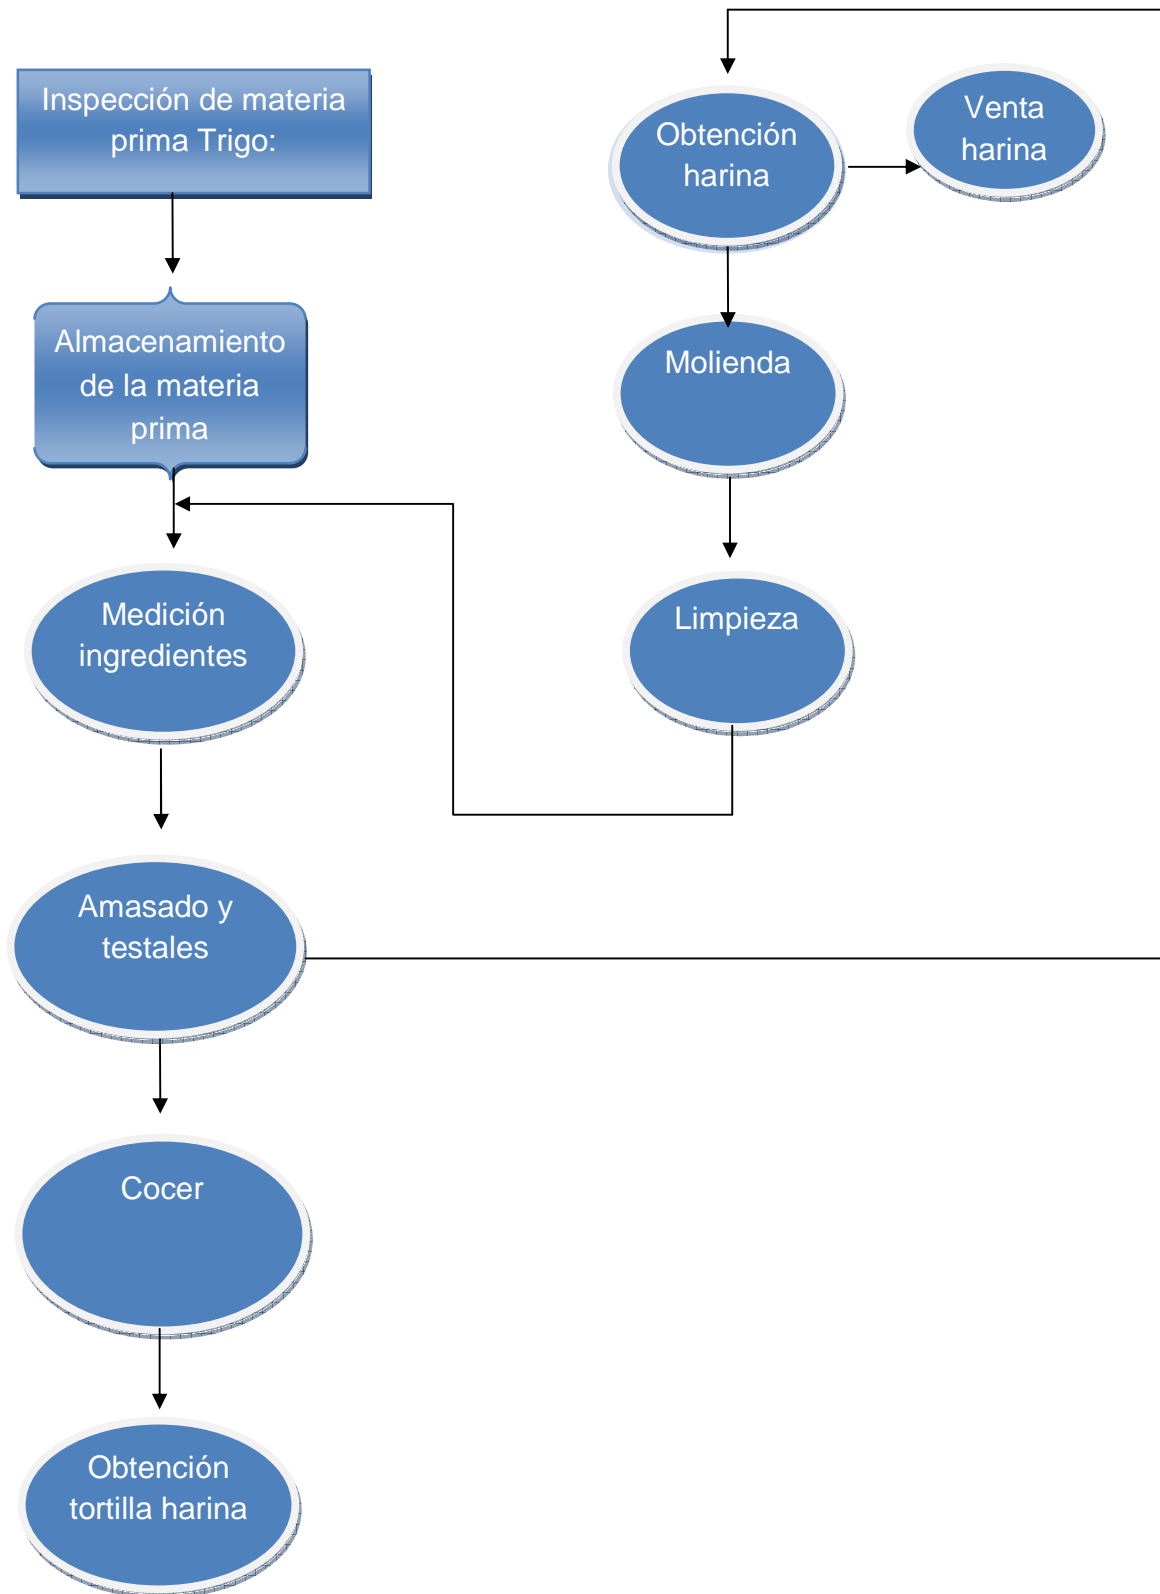 Inspección de materia
prima Trigo:
Almacenamiento
de la materia
prima
Medición
ingredientes
Amasado y
testales
Cocer
Obtención
tortilla harina
Obtención
harina
Venta
harina
Molienda
Limpieza